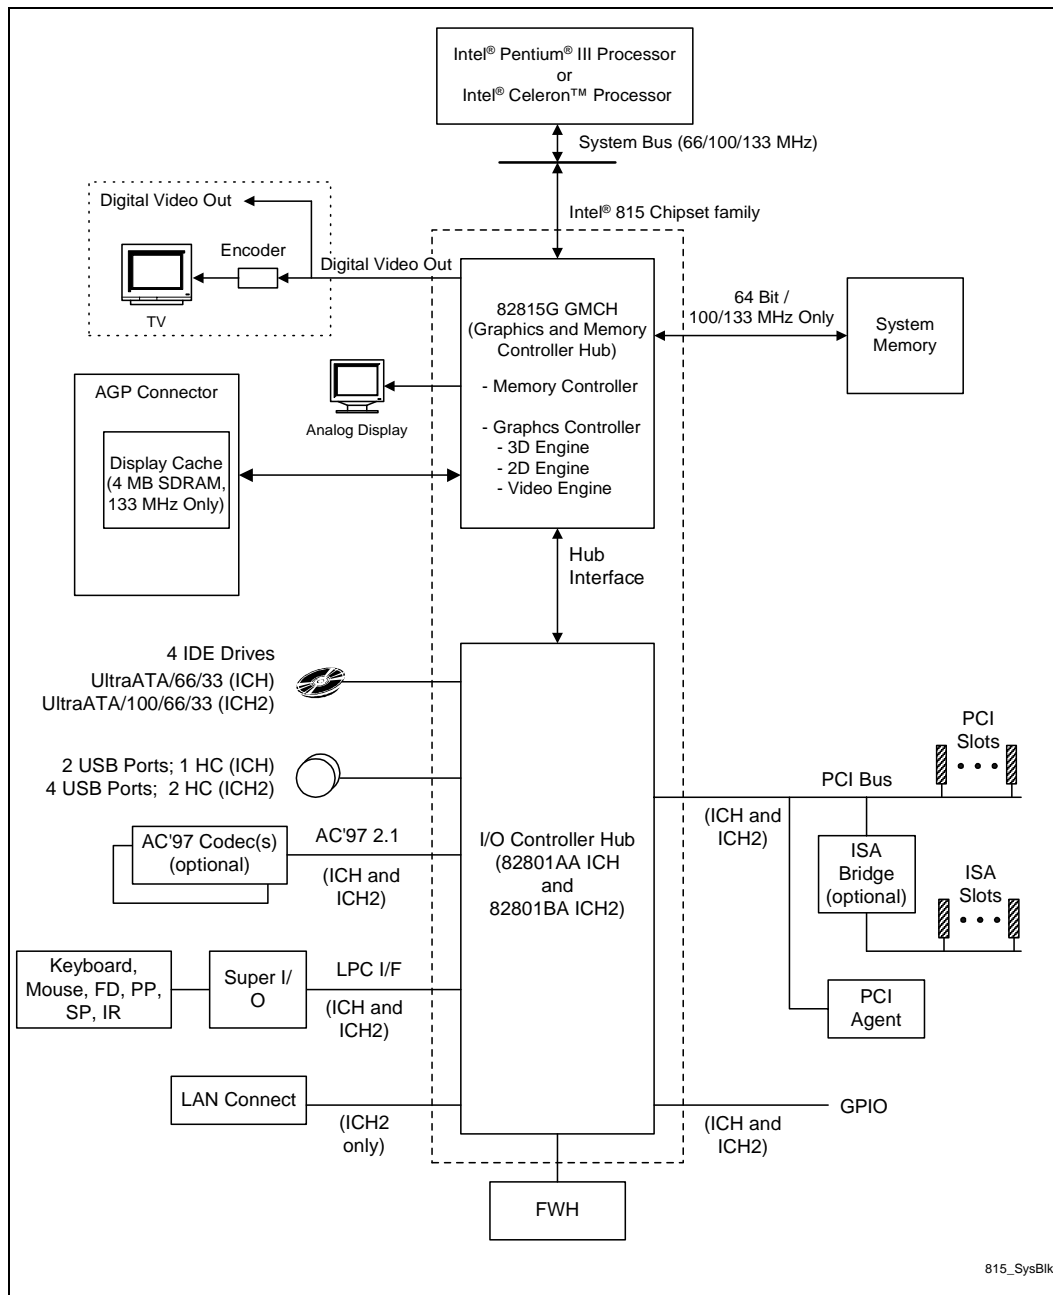 Intel® Pentium® III Processor
or
Intel® Celeron™ Processor
System Bus (66/100/133 MHz)
Intel® 815 Chipset family
Digital Video Out
Encoder
Digital Video Out
TV
82815G GMCH
(Graphics and Memory
Controller Hub)
- Memory Controller
- Graphcs Controller
- 3D Engine
- 2D Engine
- Video Engine
64 Bit /
100/133 MHz Only
System
Memory
Analog Display
AGP Connector
Display Cache
(4 MB SDRAM,
133 MHz Only)
Hub
Interface
4 IDE Drives
UltraATA/66/33 (ICH)
UltraATA/100/66/33 (ICH2)
2 USB Ports; 1 HC (ICH)
4 USB Ports; 2 HC (ICH2)
AC'97 Codec(s)
(optional)
AC'97 2.1
(ICH and
ICH2)
I/O Controller Hub
(82801AA ICH
and
82801BA ICH2)
PCI
Slots
PCI Bus
(ICH and
ICH2)
ISA
Bridge
(optional)
ISA
Slots
Keyboard,
Mouse, FD, PP,
SP, IR
Super I/
O
LPC I/F
(ICH and
ICH2)
PCI
Agent
LAN Connect
(ICH2
only)
(ICH and
ICH2)
GPIO
FWH
815_SysBlk